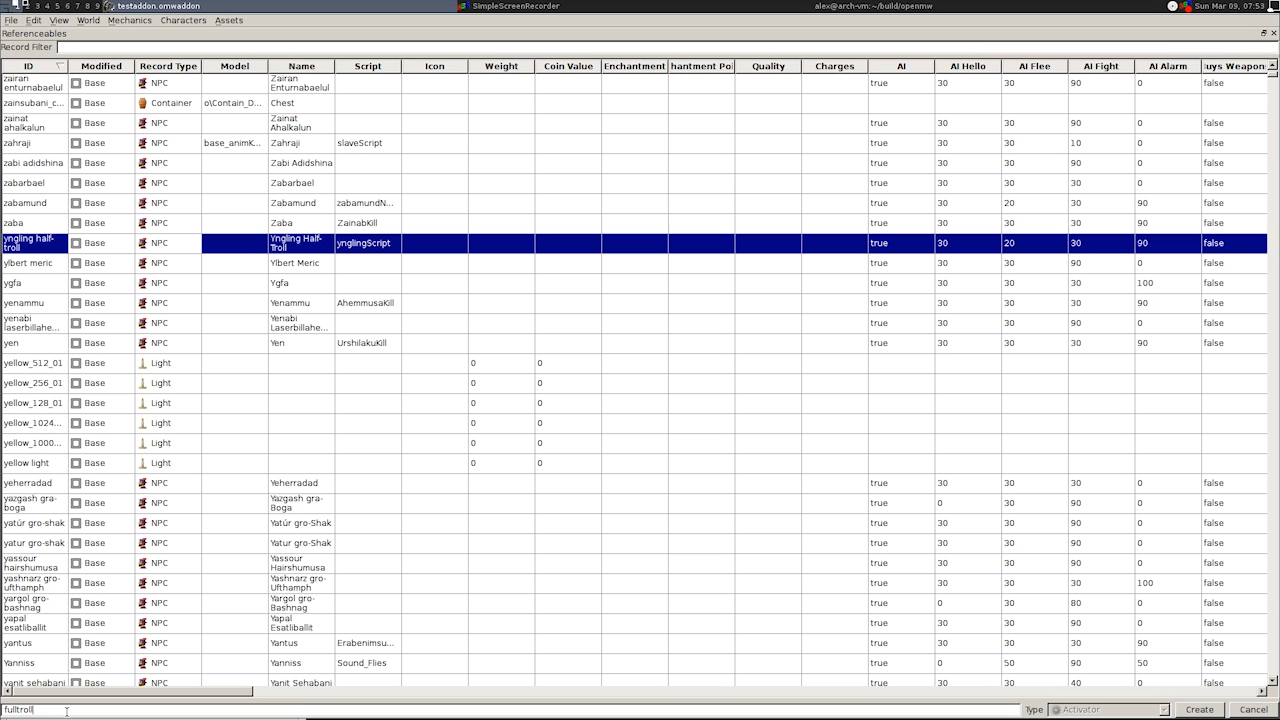 3 4 5 6 7 8 9 testaddon.omwaddon SimpleScreenRecorder alex@arch-vm:~/build/openmw Sun Mar 09, 07:53
File Edit View World Mechanics Characters Assets
Referenceables
Record Filter
ID Modified Record Type Model Name Script Icon Weight Coin Value Enchantment hantment Poi Quality Charges AI AI Hello AI Flee AI Fight AI Alarm uys Weapon
zairan enturnabaelul Base NPC Zairan Enturnabaelul true 30 30 90 0 false
zainsubani_c... Base Container o\Contain_D... Chest
zainat ahalkalun Base NPC Zainat Ahalkalun true 30 30 90 0 false
zahraji Base NPC base_animK... Zahraji slaveScript true 30 30 10 0 false
zabi adidshina Base NPC Zabi Adidshina true 30 30 90 0 false
zabarbael Base NPC Zabarbael true 30 30 30 0 false
zabamund Base NPC Zabamund zabamundN... true 30 20 30 90 false
zaba Base NPC Zaba ZainabKill true 30 30 30 90 false
yngling half-troll Base NPC Yngling Half-Troll ynglingScript true 30 20 30 90 false
ylbert meric Base NPC Ylbert Meric true 30 30 90 0 false
ygfa Base NPC Ygfa true 30 30 30 100 false
yenammu Base NPC Yenammu AhemmusaKill true 30 30 30 90 false
yenabi laserbillahe... Base NPC Yenabi Laserbillahe... true 30 30 90 0 false
yen Base NPC Yen UrshilakuKill true 30 30 30 90 false
yellow_512_01 Base Light 0 0
yellow_256_01 Base Light 0 0
yellow_128_01 Base Light 0 0
yellow_1024... Base Light 0 0
yellow_1000... Base Light 0 0
yellow light Base Light 0 0
yeherradad Base NPC Yeherradad true 30 30 30 0 false
yazgash gra-boga Base NPC Yazgash gra-Boga true 0 30 90 0 false
yatúr gro-shak Base NPC Yatúr gro-Shak true 30 30 90 0 false
yatur gro-shak Base NPC Yatur gro-Shak true 30 30 90 0 false
yassour hairshumusa Base NPC Yassour Hairshumusa true 30 30 90 0 false
yashnarz gro-ufthamph Base NPC Yashnarz gro-Ufthamph true 30 30 30 100 false
yargol gro-bashnag Base NPC Yargol gro-Bashnag true 0 30 80 0 false
yapal esatliballit Base NPC Yapal Esatliballit true 30 30 90 0 false
yantus Base NPC Yantus Erabenimsu... true 30 30 30 90 false
Yanniss Base NPC Yanniss Sound_Flies true 0 50 90 50 false
yanit sehabani Base NPC Yanit Sehabani true 30 30 40 0 false
fulltroll Type Activator Create Cancel